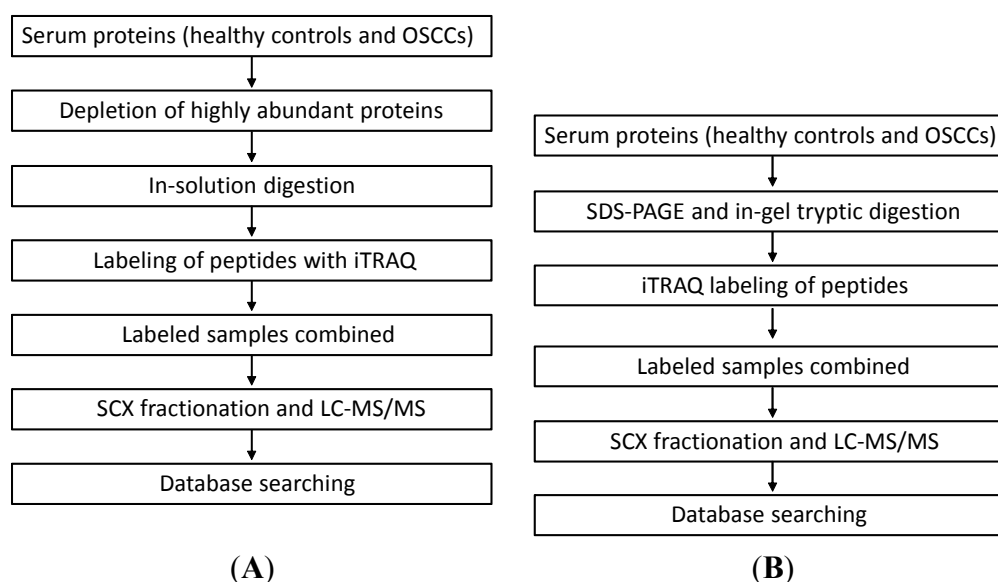 Serum proteins (healthy controls and OSCCs)
Depletion of highly abundant proteins
In-solution digestion
Labeling of peptides with iTRAQ
Labeled samples combined
SCX fractionation and LC-MS/MS
Database searching
(A)
Serum proteins (healthy controls and OSCCs)
SDS-PAGE and in-gel tryptic digestion
iTRAQ labeling of peptides
Labeled samples combined
SCX fractionation and LC-MS/MS
Database searching
(B)